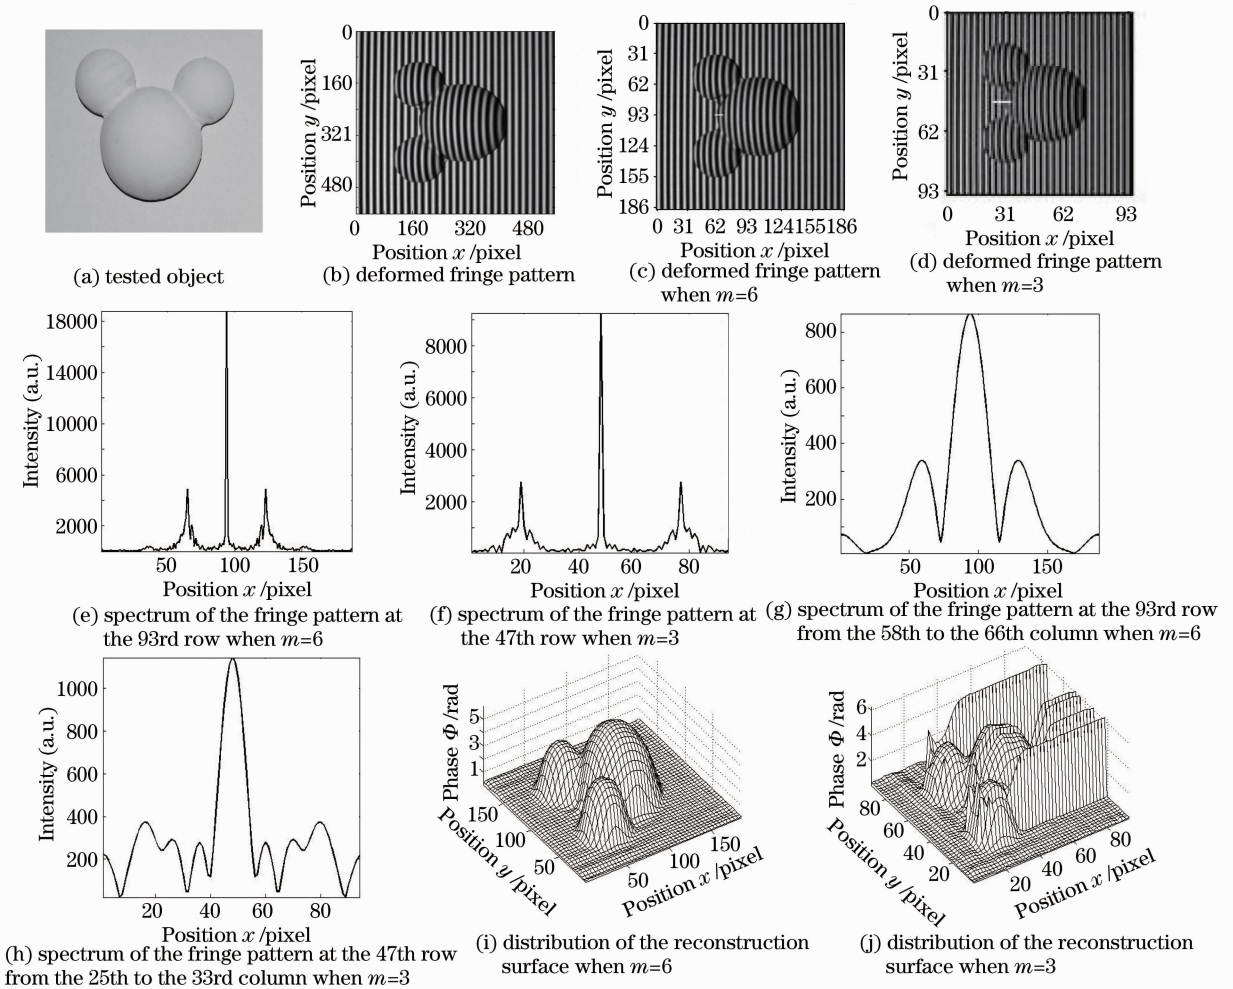 0
160
321
480
Position y /pixel
0 160 320 480
Position x /pixel
0
31
62
93
124
155
186
Position y /pixel
0 31 62 93 124155186
Position x /pixel
0
31
62
93
Position y /pixel
0 31 62 93
Position x /pixel
(a) tested object
(b) deformed fringe pattern
(c) deformed fringe pattern
when m=6
(d) deformed fringe pattern
when m=3
18000
14000
10000
6000
2000
Intensity (a.u.)
50 100 150
Position x /pixel
8000
6000
4000
2000
Intensity (a.u.)
20 40 60 80
Position x /pixel
800
600
400
200
Intensity (a.u.)
50 100 150
Position x /pixel
(e) spectrum of the fringe pattern at
the 93rd row when m=6
(f) spectrum of the fringe pattern at
the 47th row when m=3
(g) spectrum of the fringe pattern at the 93rd row
from the 58th to the 66th column when m=6
1000
800
600
400
200
Intensity (a.u.)
20 40 60 80
Position x /pixel
5
3
1
Phase Φ /rad
150
100
50
Position y /pixel
50 100 150
Position x /pixel
6
4
2
Phase Φ /rad
80
60
40
20
Position y /pixel
20 40 60 80
Position x /pixel
(h) spectrum of the fringe pattern at the 47th row
from the 25th to the 33rd column when m=3
(i) distribution of the reconstruction
surface when m=6
(j) distribution of the reconstruction
surface when m=3